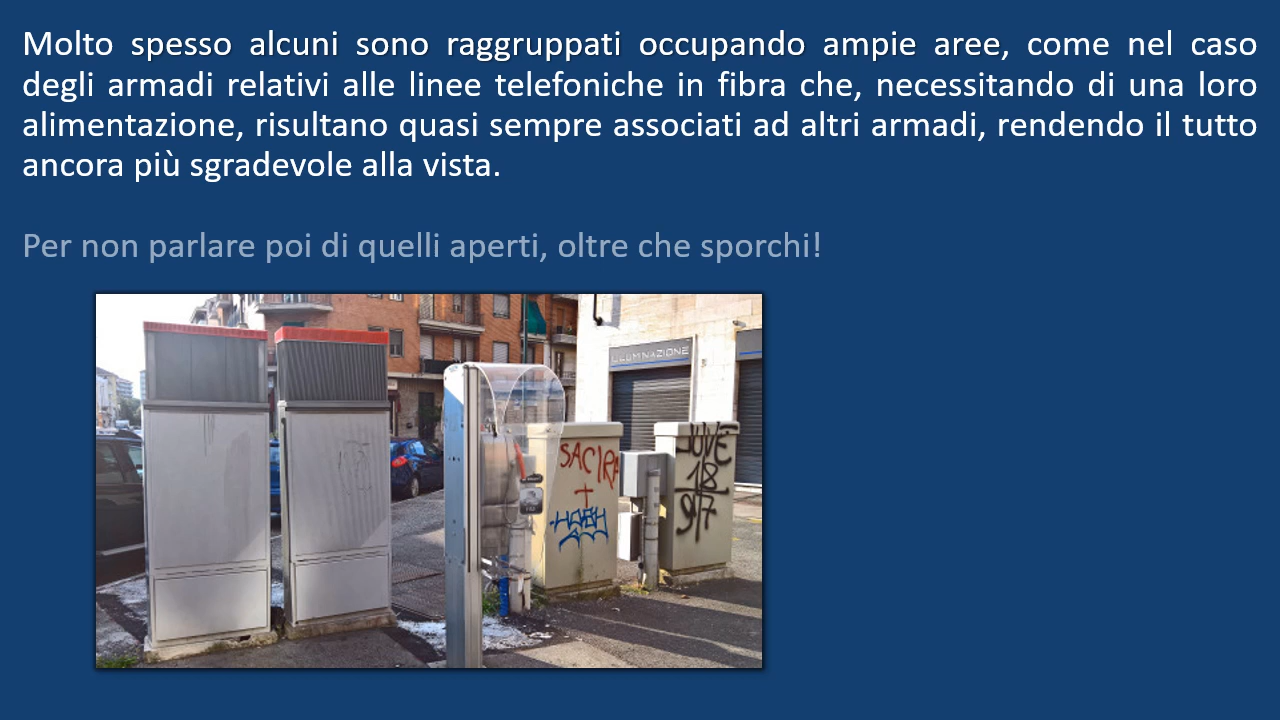 Molto spesso alcuni sono raggruppati occupando ampie aree, come nel caso
degli armadi relativi alle linee telefoniche in fibra che, necessitando di una loro
alimentazione, risultano quasi sempre associati ad altri armadi, rendendo il tutto
ancora più sgradevole alla vista.
Per non parlare poi di quelli aperti, oltre che sporchi!
ILLUMINAZIONE
SACIRA
JUVE
18